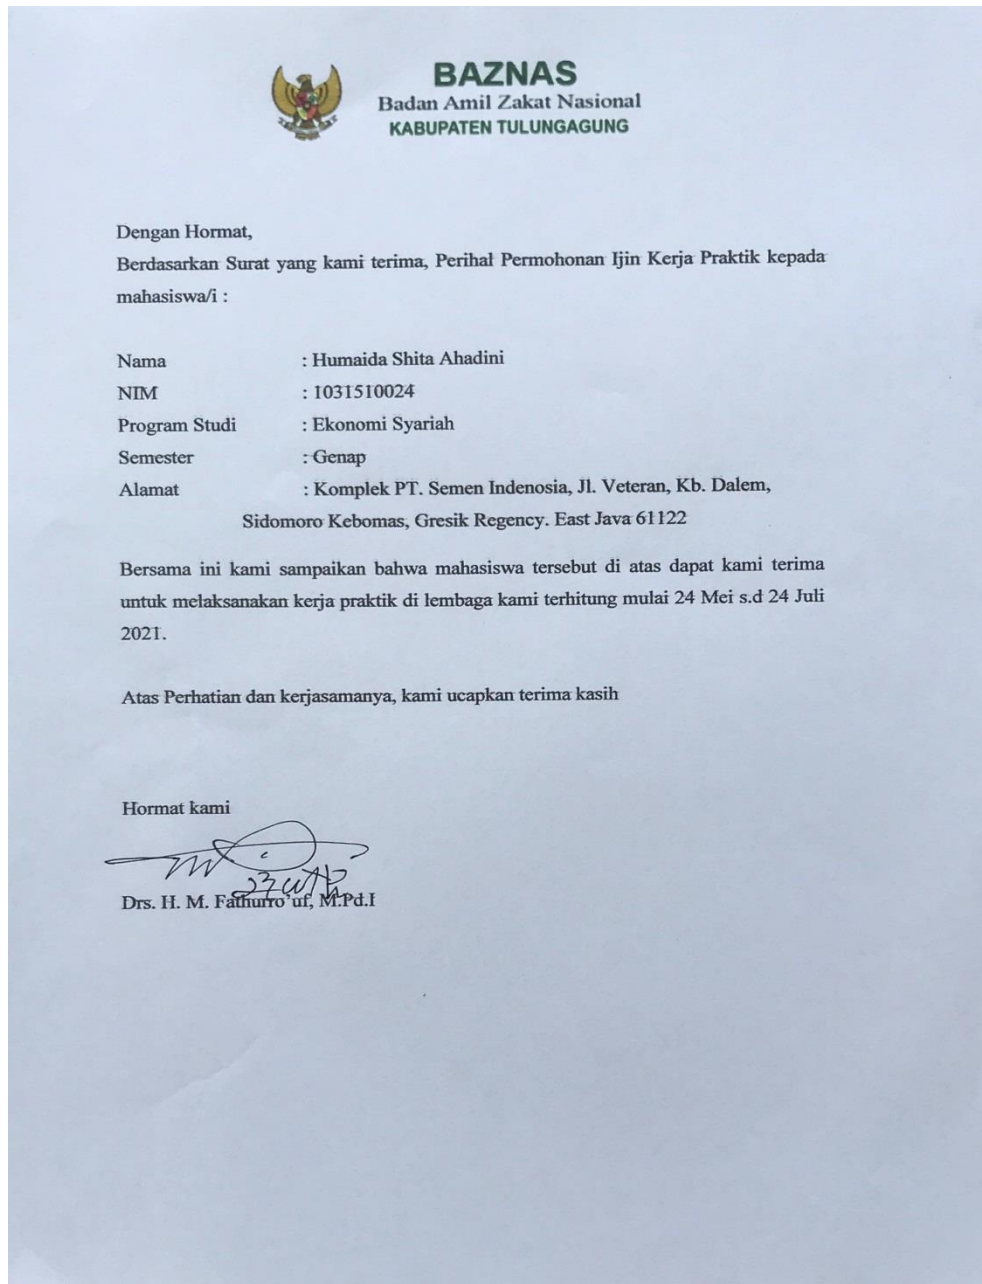 BAZNAS
Badan Amil Zakat Nasional
KABUPATEN TULUNGAGUNG
Dengan Hormat,
Berdasarkan Surat yang kami terima, Perihal Permohonan Ijin Kerja Praktik kepada
mahasiswa/i :
Nama : Humaida Shita Ahadini
NIM : 1031510024
Program Studi : Ekonomi Syariah
Semester : Genap
Alamat : Komplek PT. Semen Indenosia, Jl. Veteran, Kb. Dalem,
Sidomoro Kebomas, Gresik Regency. East Java 61122
Bersama ini kami sampaikan bahwa mahasiswa tersebut di atas dapat kami terima
untuk melaksanakan kerja praktik di lembaga kami terhitung mulai 24 Mei s.d 24 Juli
2021.
Atas Perhatian dan kerjasamanya, kami ucapkan terima kasih
Hormat kami
Drs. H. M. Fathurro'uf, M.Pd.I